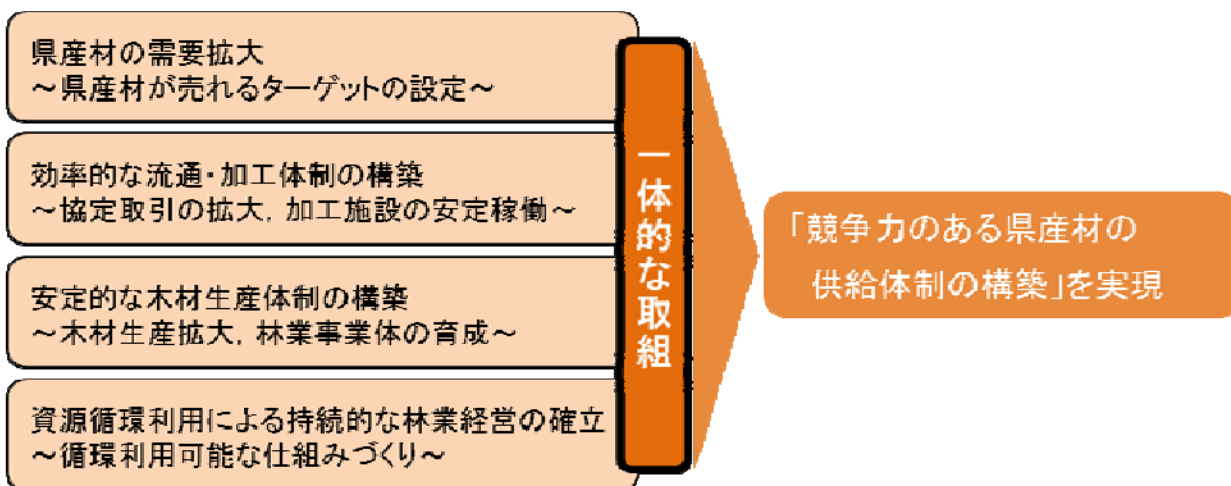 県産材の需要拡大
～県産材が売れるターゲットの設定～
効率的な流通・加工体制の構築
～協定取引の拡大，加工施設の安定稼働～
安定的な木材生産体制の構築
～木材生産拡大，林業事業体の育成～
資源循環利用による持続的な林業経営の確立
～循環利用可能な仕組みづくり～
一体的な取組
「競争力のある県産材の
供給体制の構築」を実現